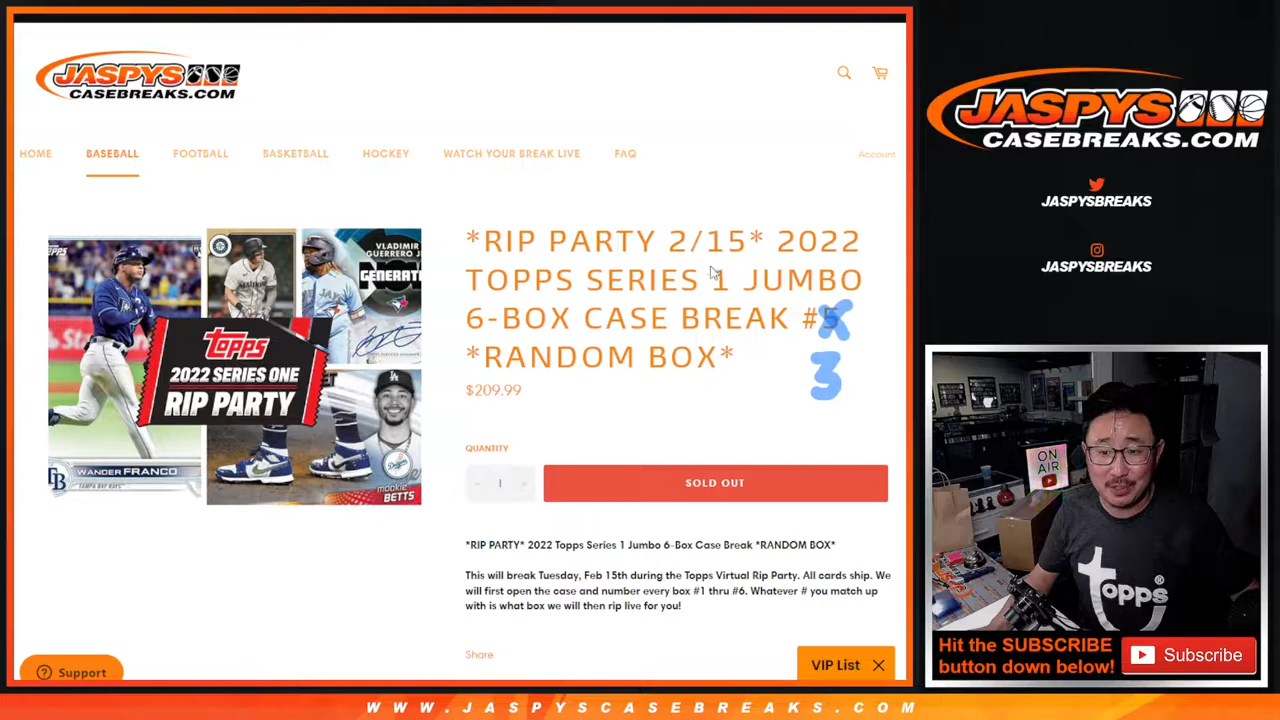 JASPYS
CASEBREAKS.COM
HOME BASEBALL FOOTBALL BASKETBALL HOCKEY WATCH YOUR BREAK LIVE FAQ Account
*RIP PARTY 2/15* 2022
TOPPS SERIES 1 JUMBO
6-BOX CASE BREAK #5
*RANDOM BOX*
X
3
$209.99
QUANTITY
- 1 +
SOLD OUT
*RIP PARTY* 2022 Topps Series 1 Jumbo 6-Box Case Break *RANDOM BOX*
This will break Tuesday, Feb 15th during the Topps Virtual Rip Party. All cards ship. We
will first open the case and number every box #1 thru #6. Whatever # you match up
with is what box we will then rip live for you!
Share
VIP List
Support
TOPPS
VLADIMIR
GUERRERO JR
topps
2022 SERIES ONE
RIP PARTY
WANDER FRANCO
TAMPA BAY RAYS
Dodgers
MOOKIE
BETTS
JASPYS
CASEBREAKS.COM
JASPYSBREAKS
JASPYSBREAKS
ON
AIR
topps
Hit the SUBSCRIBE
button down below!
Subscribe
WWW.JASPYSCASEBREAKS.COM